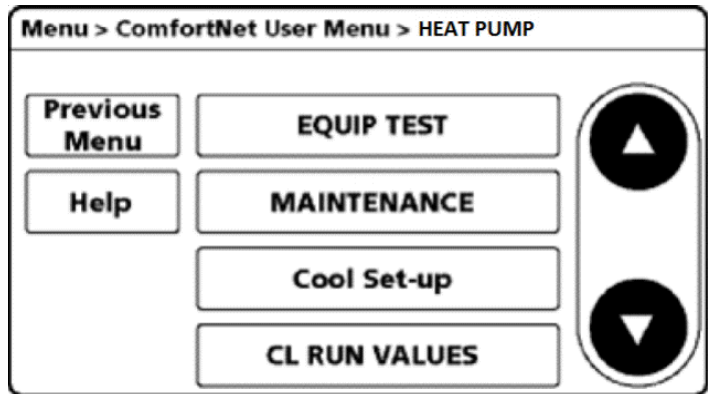 Menu > ComfortNet User Menu > HEAT PUMP
Previous
Menu
EQUIP TEST
Help
MAINTENANCE
Cool Set-up
CL RUN VALUES